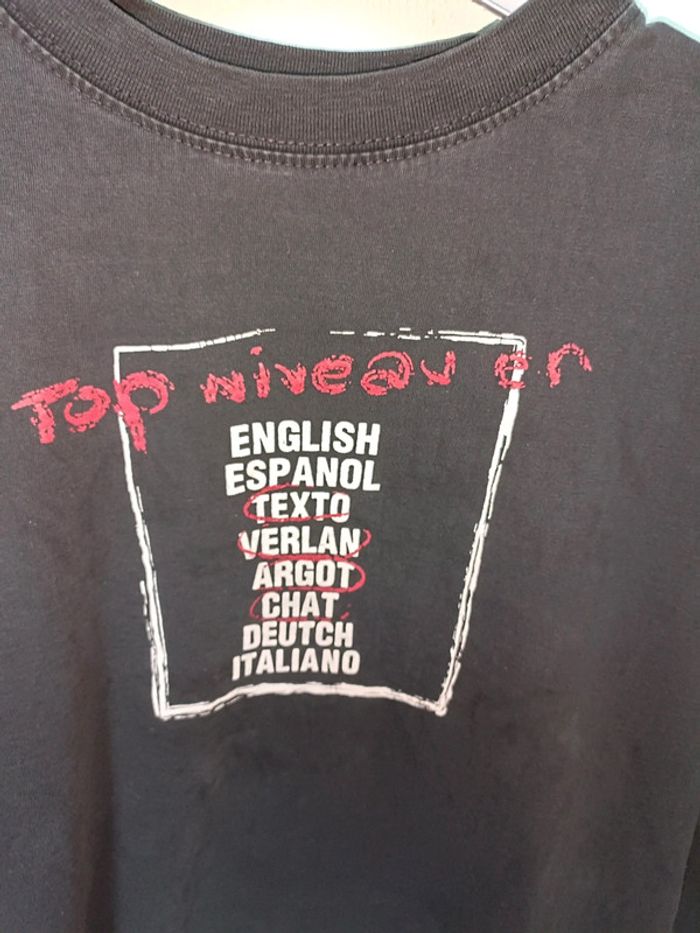 Top niveau en
ENGLISH
ESPANOL
TEXTO
VERLAN
ARGOT
CHAT
DEUTCH
ITALIANO